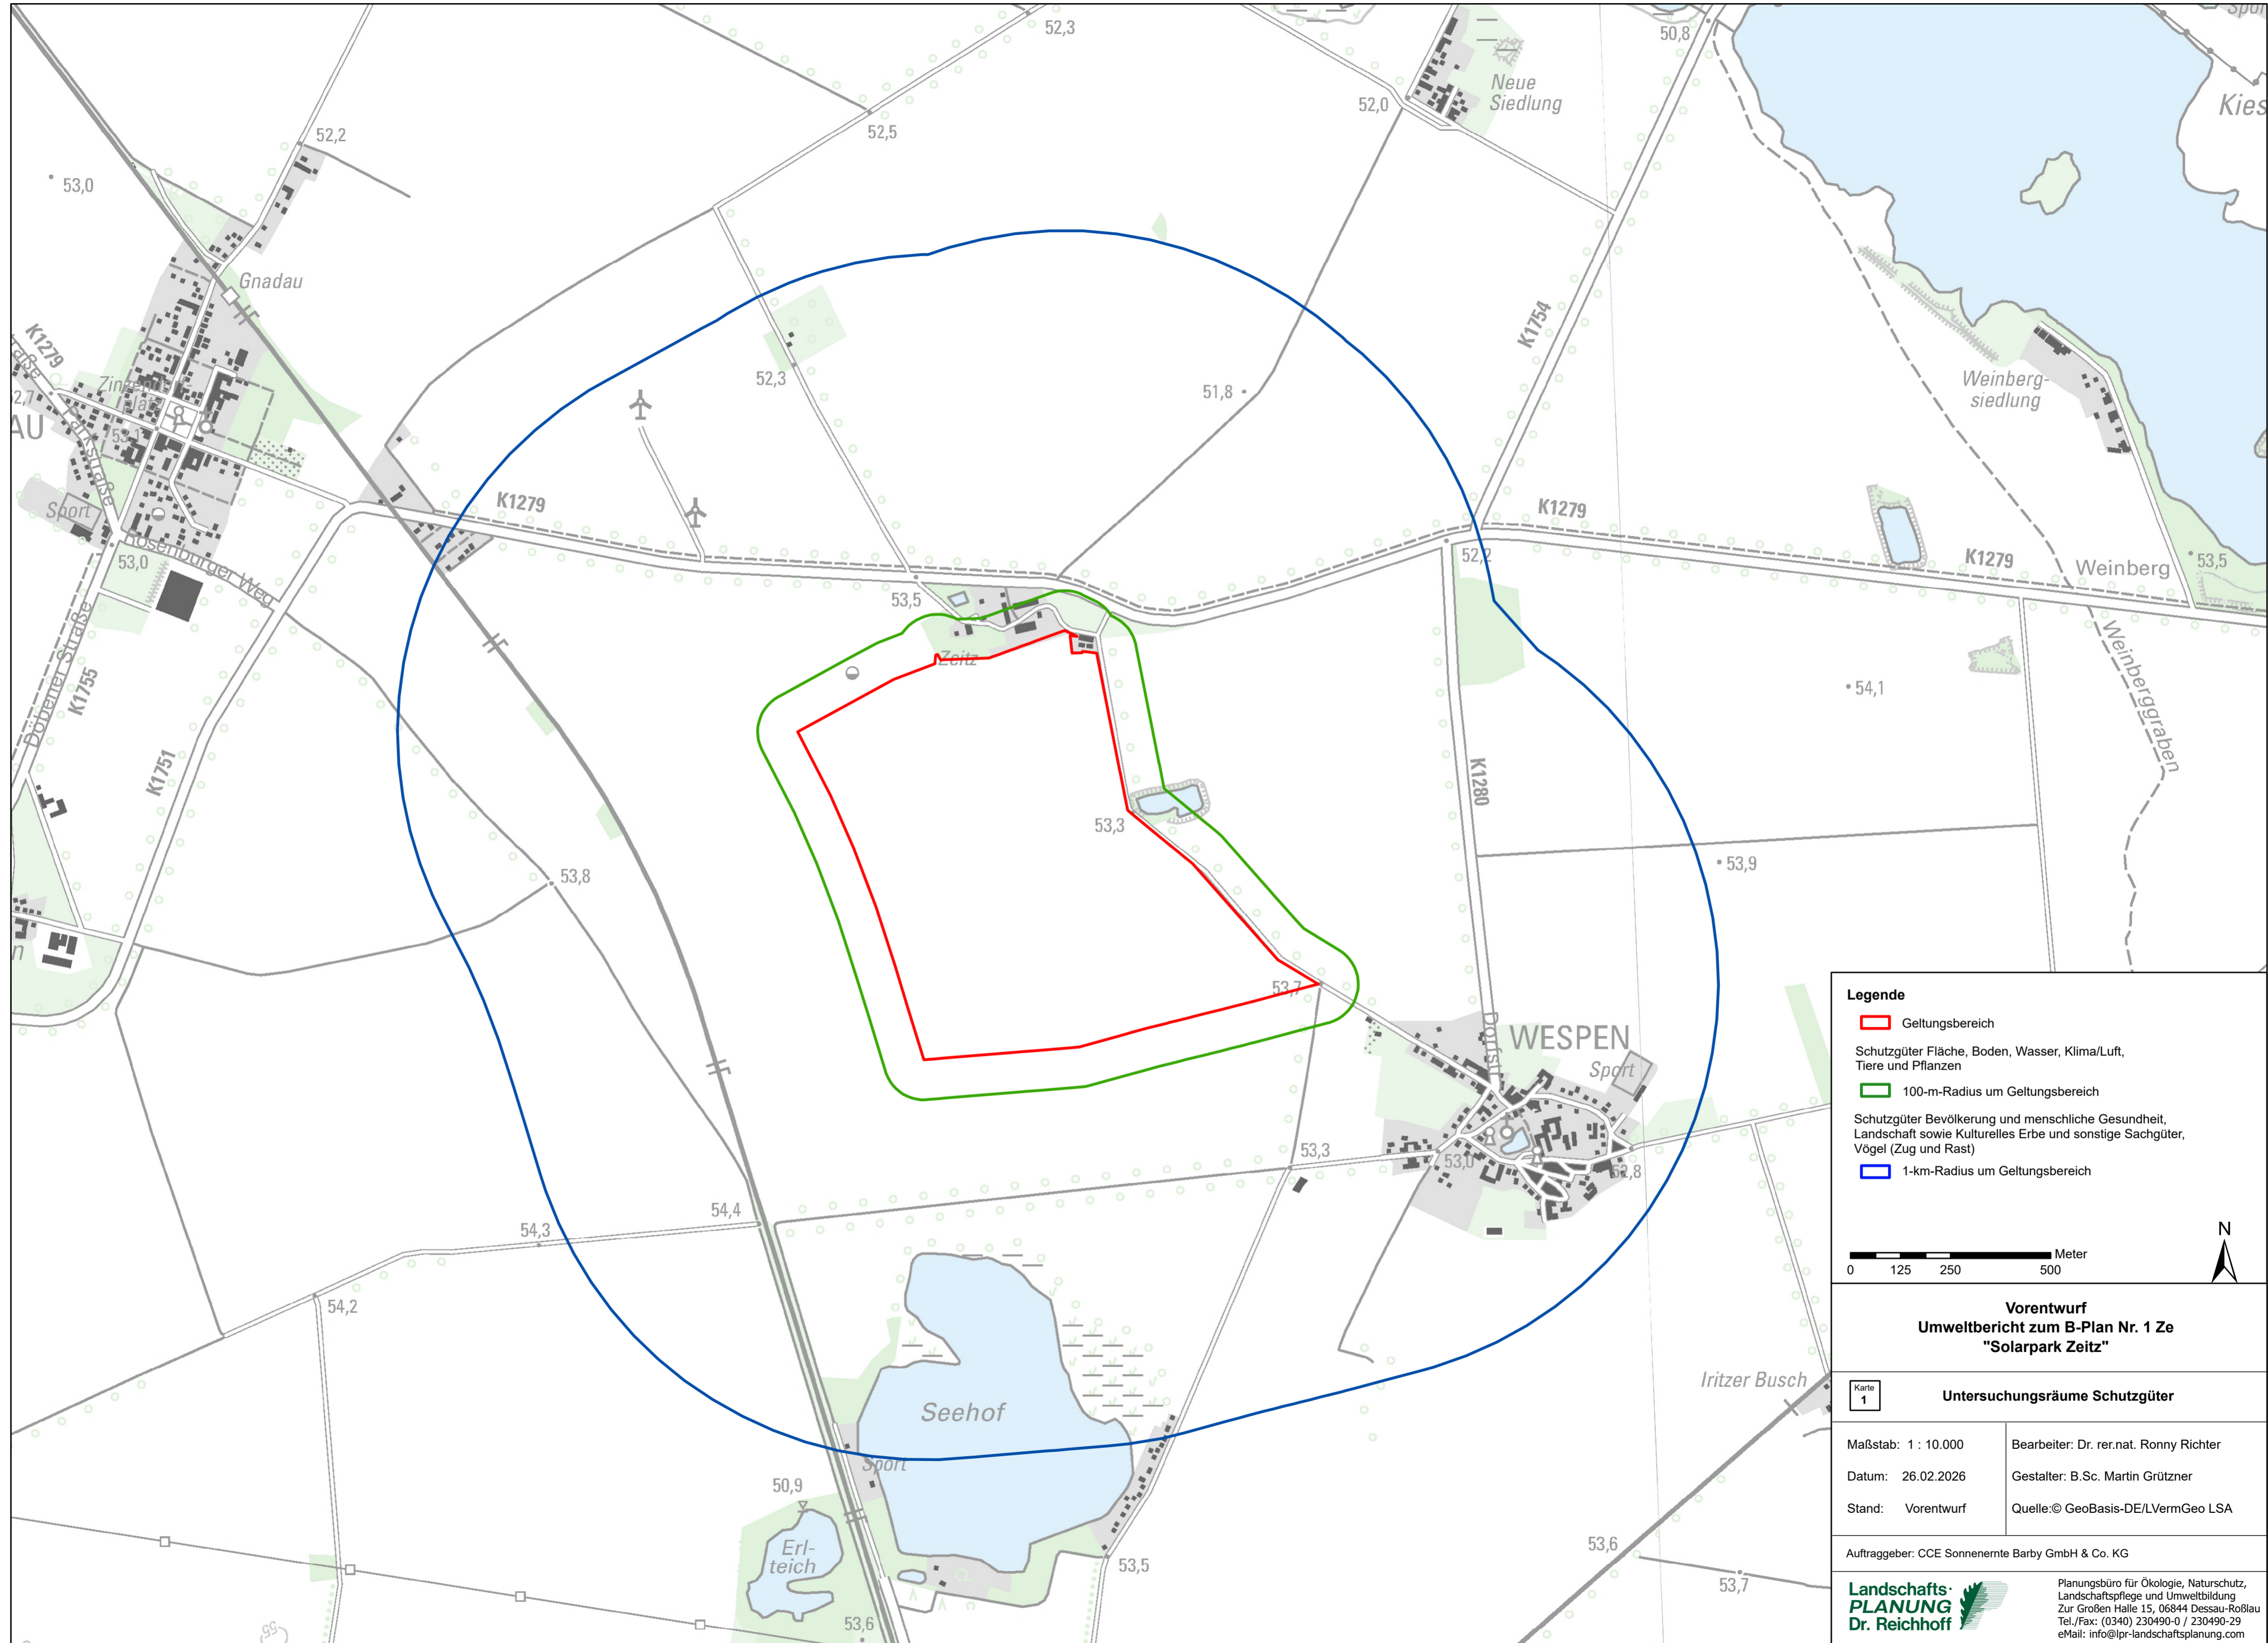 52,3
50,8
Neue
Siedlung
52,0
Kies
52,5
52,2
53,0
Gnadau
K1279
K1754
52,3
51,8
Weinberg-
siedlung
52,7
AU
53,1
Parkstraße
Sport
K1279
K1279
K1279
Weinberg
53,5
53,0
Rosenburger Weg
53,5
52,2
Zeitz
Döbener Straße
K1755
K1751
54,1
Weinberggraben
K1280
53,3
53,9
53,8
n
53,7
Dorfstr.
WESPEN
Sport
53,3
53,0
52,8
54,4
54,3
54,2
Seehof
Iritzer Busch
Sport
50,9
Erl-
teich
53,5
53,6
53,7
53,6
55
Legende
Geltungsbereich
Schutzgüter Fläche, Boden, Wasser, Klima/Luft,
Tiere und Pflanzen
100-m-Radius um Geltungsbereich
Schutzgüter Bevölkerung und menschliche Gesundheit,
Landschaft sowie Kulturelles Erbe und sonstige Sachgüter,
Vögel (Zug und Rast)
1-km-Radius um Geltungsbereich
N
Meter
0 125 250 500
Vorentwurf
Umweltbericht zum B-Plan Nr. 1 Ze
"Solarpark Zeitz"
Karte
1
Untersuchungsräume Schutzgüter
Maßstab: 1 : 10.000
Bearbeiter: Dr. rer.nat. Ronny Richter
Datum: 26.02.2026
Gestalter: B.Sc. Martin Grützner
Stand: Vorentwurf
Quelle:© GeoBasis-DE/LVermGeo LSA
Auftraggeber: CCE Sonnenernte Barby GmbH & Co. KG
Landschafts·
PLANUNG
Dr. Reichhoff
Planungsbüro für Ökologie, Naturschutz,
Landschaftspflege und Umweltbildung
Zur Großen Halle 15, 06844 Dessau-Roßlau
Tel./Fax: (0340) 230490-0 / 230490-29
eMail: info@lpr-landschaftsplanung.com